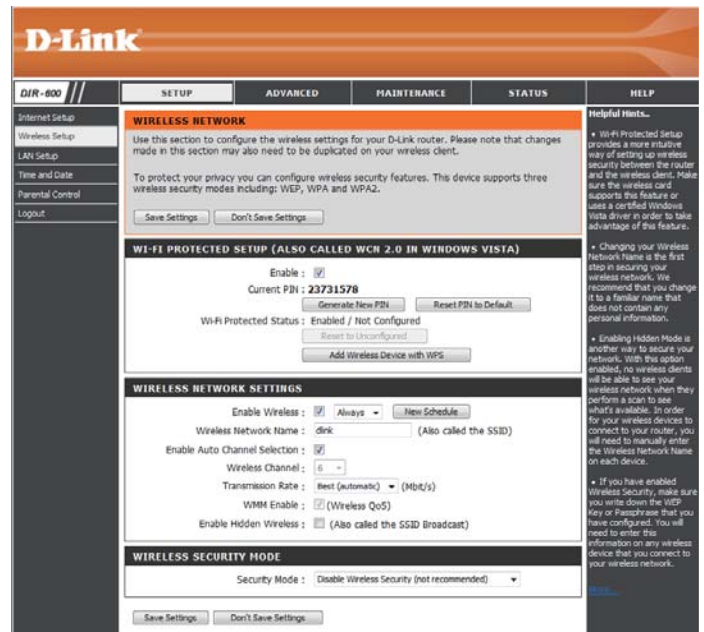 D-Link
DIR-600
SETUP
ADVANCED
MAINTENANCE
STATUS
HELP
Internet Setup
Wireless Setup
LAN Setup
Time and Date
Parental Control
Logout
WIRELESS NETWORK
Use this section to configure the wireless settings for your D-Link router. Please note that changes
made in this section may also need to be duplicated on your wireless client.
To protect your privacy you can configure wireless security features. This device supports three
wireless security modes including: WEP, WPA and WPA2.
Save Settings
Don't Save Settings
WI-FI PROTECTED SETUP (ALSO CALLED WCN 2.0 IN WINDOWS VISTA)
Enable :
Current PIN : 23731578
Generate New PIN
Reset PIN to Default
Wi-Fi Protected Status : Enabled / Not Configured
Reset to Unconfigured
Add Wireless Device with WPS
WIRELESS NETWORK SETTINGS
Enable Wireless : Always New Schedule
Wireless Network Name : dlink (Also called the SSID)
Enable Auto Channel Selection :
Wireless Channel : 6
Transmission Rate : Best (automatic) (Mbit/s)
WMM Enable : (Wireless QoS)
Enable Hidden Wireless : (Also called the SSID Broadcast)
WIRELESS SECURITY MODE
Security Mode : Disable Wireless Security (not recommended)
Save Settings
Don't Save Settings
Helpful Hints..
• Wi-Fi Protected Setup
provides a more intuitive
way of setting up wireless
security between the router
and the wireless client. Make
sure the wireless card
supports this feature or
uses a certified Windows
Vista driver in order to take
advantage of this feature.
• Changing your Wireless
Network Name is the first
step in securing your
wireless network. We
recommend that you change
it to a familiar name that
does not contain any
personal information.
• Enabling Hidden Mode is
another way to secure your
network. With this option
enabled, no wireless clients
will be able to see your
wireless network when they
perform a scan to see
what's available. In order
for your wireless devices to
connect to your router, you
will need to manually enter
the Wireless Network Name
on each device.
• If you have enabled
Wireless Security, make sure
you write down the WEP
Key or Passphrase that you
have configured. You will
need to enter this
information on any wireless
device that you connect to
your wireless network.
More...